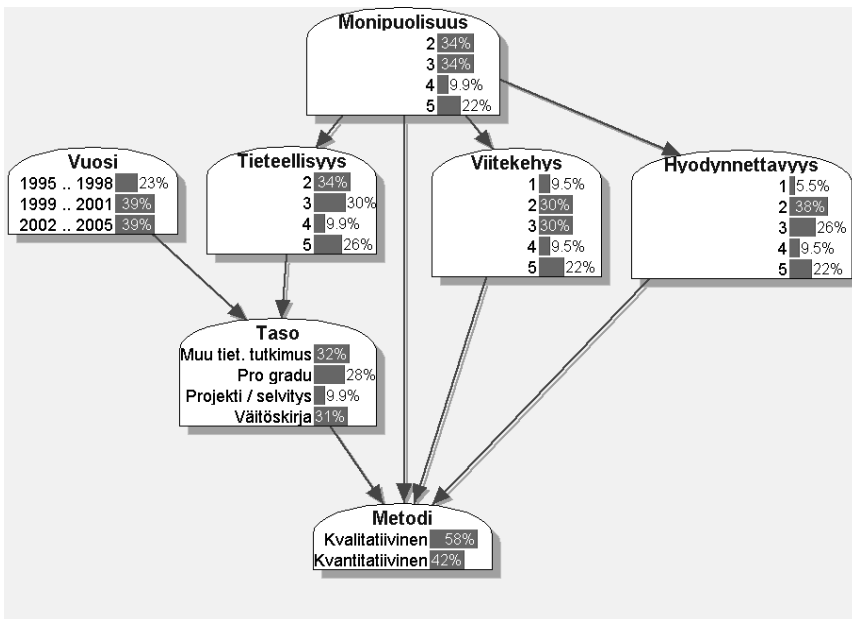 Monipuolisuus
2 34%
3 34%
4 9.9%
5 22%
Vuosi
1995 .. 1998 23%
1999 .. 2001 39%
2002 .. 2005 39%
Tieteellisyys
2 34%
3 30%
4 9.9%
5 26%
Viitekehys
1 9.5%
2 30%
3 30%
4 9.5%
5 22%
Hyodynnettavyys
1 5.5%
2 38%
3 26%
4 9.5%
5 22%
Taso
Muu tiet. tutkimus 32%
Pro gradu 28%
Projekti / selvitys 9.9%
Väitöskirja 31%
Metodi
Kvalitatiivinen 58%
Kvantitatiivinen 42%